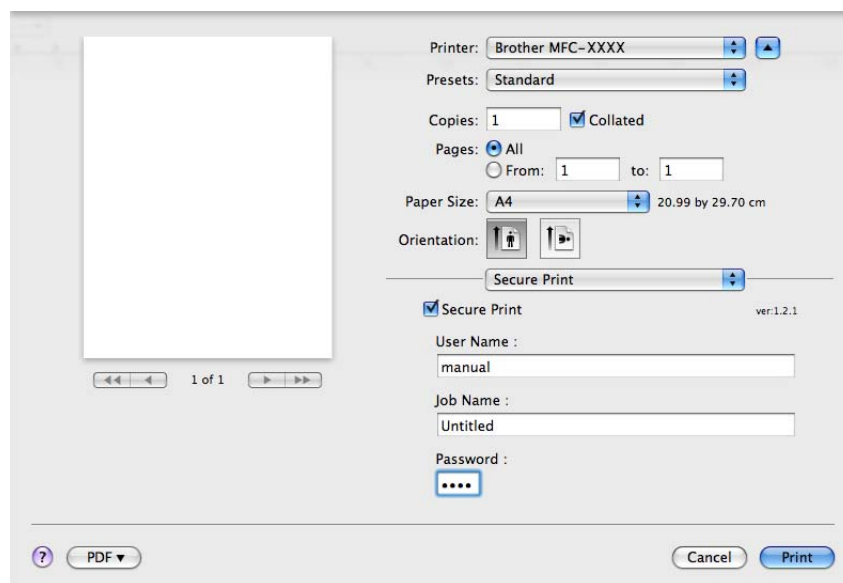 Printer: Brother MFC-XXXX
Presets: Standard
Copies: 1 Collated
Pages: All
From: 1 to: 1
Paper Size: A4 20.99 by 29.70 cm
Orientation:
Secure Print
Secure Print ver:1.2.1
User Name :
manual
Job Name :
Untitled
Password :
••••
1 of 1
? PDF▼ Cancel Print